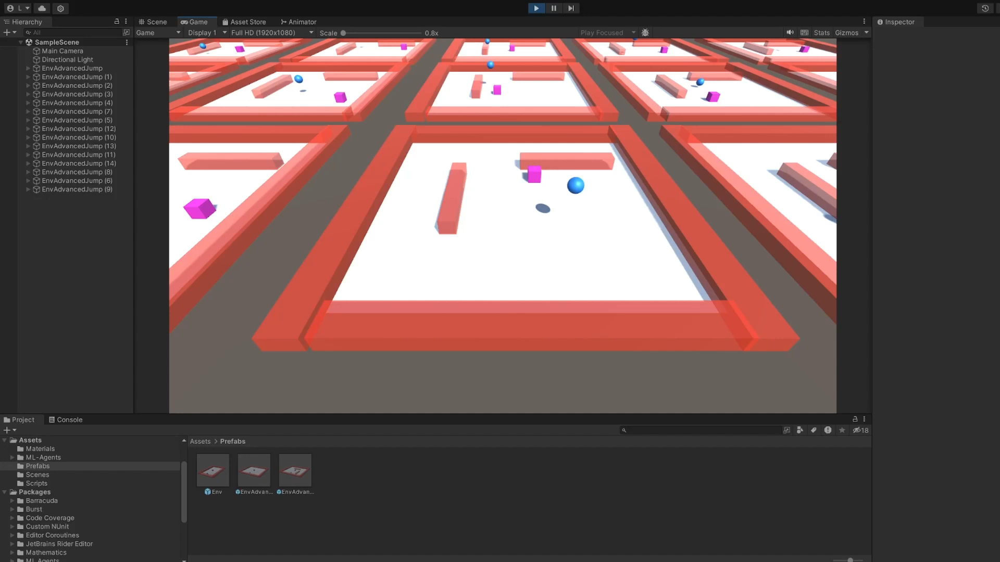 L
Hierarchy
All
SampleScene
Main Camera
Directional Light
EnvAdvancedJump
EnvAdvancedJump (1)
EnvAdvancedJump (2)
EnvAdvancedJump (3)
EnvAdvancedJump (4)
EnvAdvancedJump (7)
EnvAdvancedJump (5)
EnvAdvancedJump (12)
EnvAdvancedJump (10)
EnvAdvancedJump (13)
EnvAdvancedJump (11)
EnvAdvancedJump (14)
EnvAdvancedJump (8)
EnvAdvancedJump (6)
EnvAdvancedJump (9)
Scene Game Asset Store Animator
Game Display 1 Full HD (1920x1080) Scale 0.8x Play Focused Stats Gizmos
Inspector
Project Console
18
Assets
Materials
ML-Agents
Prefabs
Scenes
Scripts
Packages
Barracuda
Burst
Code Coverage
Custom NUnit
Editor Coroutines
JetBrains Rider Editor
Mathematics
ML Agents
Assets > Prefabs
Env EnvAdvan... EnvAdvan...